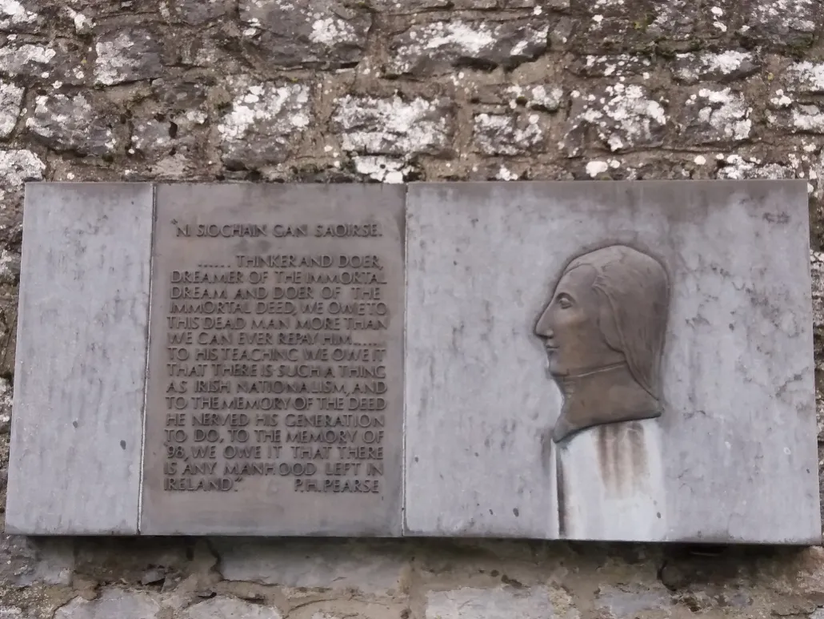 "NI SIOCHAIN GAN SAOIRSE.
...... THINKER AND DOER,
DREAMER OF THE IMMORTAL
DREAM AND DOER OF THE
IMMORTAL DEED, WE OWE TO
THIS DEAD MAN MORE THAN
WE CAN EVER REPAY HIM......
TO HIS TEACHING WE OWE IT
THAT THERE IS SUCH A THING
AS IRISH NATIONALISM, AND
TO THE MEMORY OF THE DEED
HE NERVED HIS GENERATION
TO DO, TO THE MEMORY OF
98, WE OWE IT THAT THERE
IS ANY MANHOOD LEFT IN
IRELAND." P.H. PEARSE